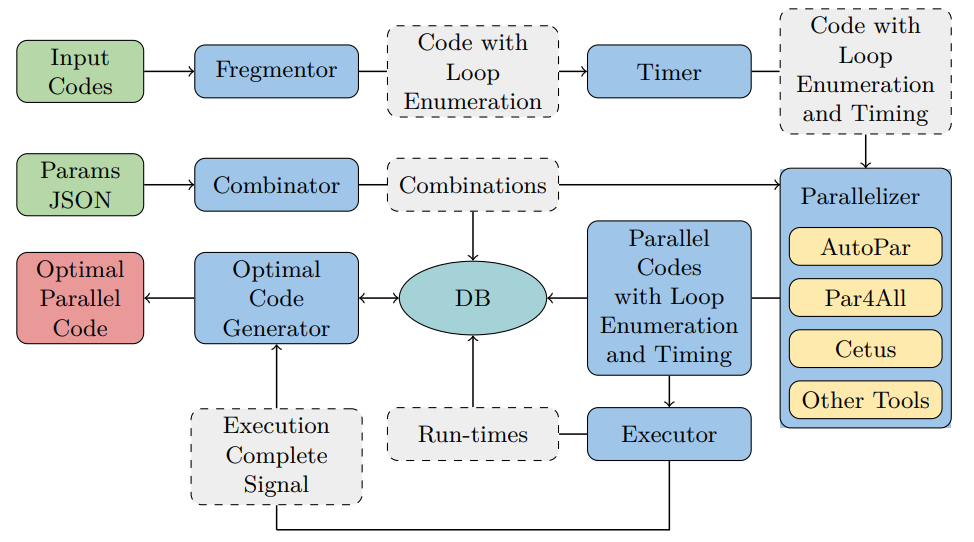 Input
Codes
Fregmentor
Code with
Loop
Enumeration
Timer
Code with
Loop
Enumeration
and Timing
Params
JSON
Combinator
Combinations
Parallelizer
AutoPar
Par4All
Cetus
Other Tools
Optimal
Parallel
Code
Optimal
Code
Generator
DB
Parallel
Codes
with Loop
Enumeration
and Timing
Execution
Complete
Signal
Run-times
Executor